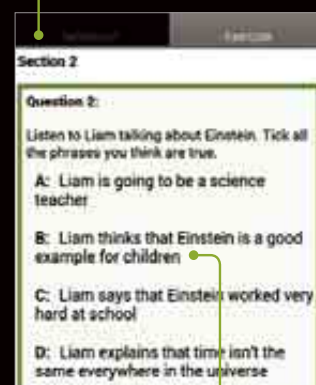 Exercise
Section 2
Question 2:
Listen to Liam talking about Einstein. Tick all
the phrases you think are true.
A: Liam is going to be a science
teacher
B: Liam thinks that Einstein is a good
example for children
C: Liam says that Einstein worked very
hard at school
D: Liam explains that time isn't the
same everywhere in the universe